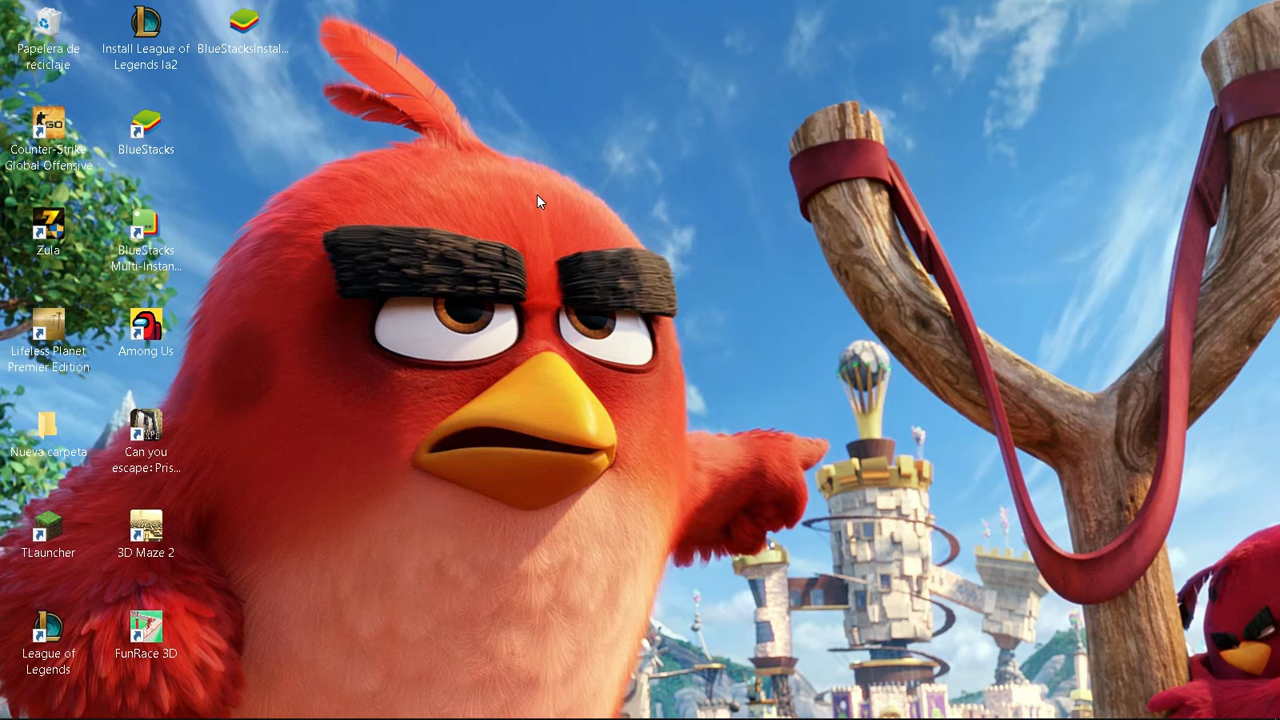 Papelera de
reciclaje
Install League of
Legends la2
BlueStacksInstal...
Counter-Strike
Global Offensive
BlueStacks
Zula
BlueStacks
Multi-Instan...
Lifeless Planet
Premier Edition
Among Us
Nueva carpeta
Can you
escape: Pris...
TLauncher
3D Maze 2
League of
Legends
FunRace 3D